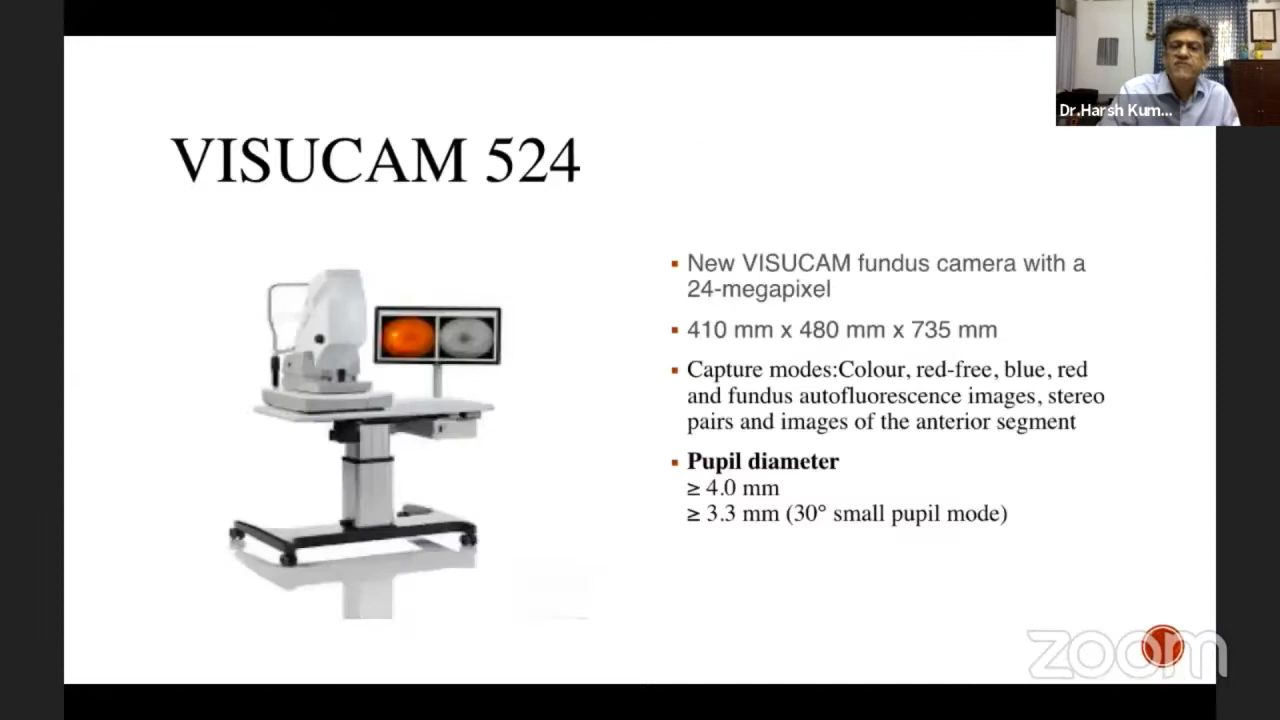 Dr.Harsh Kum...
VISUCAM 524
New VISUCAM fundus camera with a
24-megapixel
410 mm x 480 mm x 735 mm
Capture modes:Colour, red-free, blue, red
and fundus autofluorescence images, stereo
pairs and images of the anterior segment
Pupil diameter
≥ 4.0 mm
≥ 3.3 mm (30° small pupil mode)
zoom